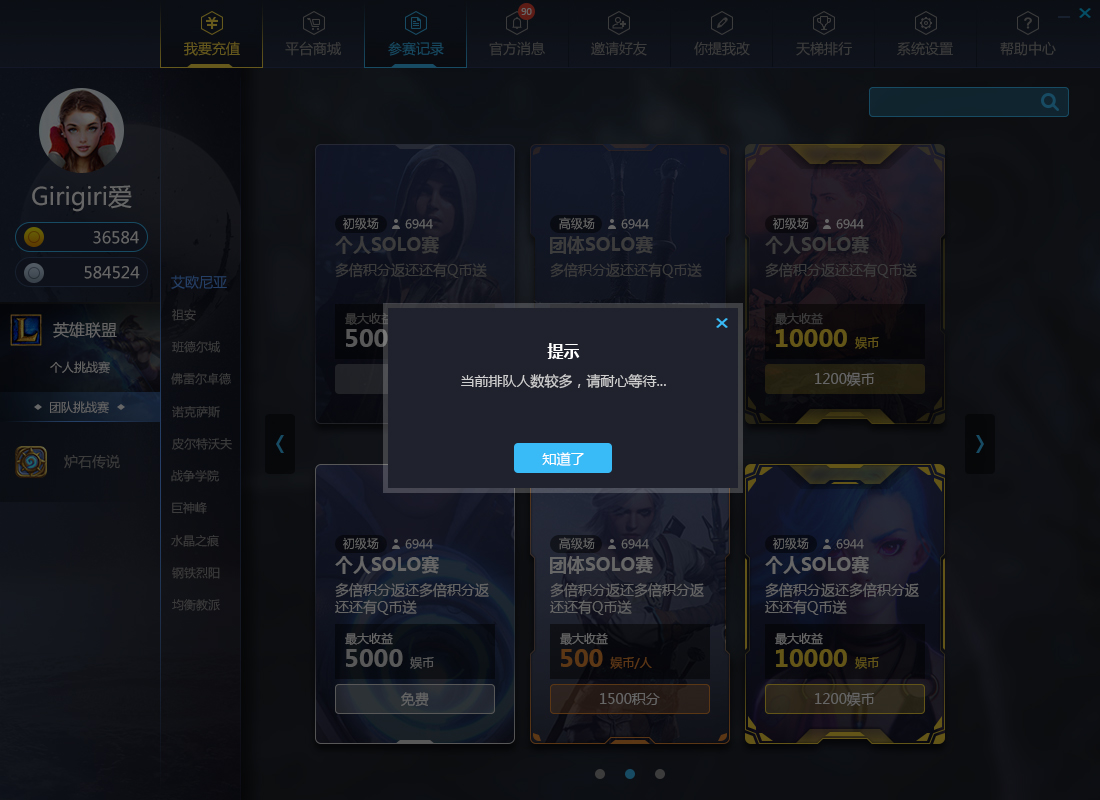 90
我要充值
平台商城
参赛记录
官方消息
邀请好友
你提我改
天梯排行
系统设置
帮助中心
Girigiri爱
36584
584524
英雄联盟
个人挑战赛
团队挑战赛
炉石传说
艾欧尼亚
祖安
班德尔城
佛雷尔卓德
诺克萨斯
皮尔特沃夫
战争学院
巨神峰
水晶之痕
钢铁烈阳
均衡教派
初级场 6944
个人SOLO赛
多倍积分返还还有Q币送
最大收益
500
高级场 6944
团体SOLO赛
多倍积分返还还有Q币送
初级场 6944
个人SOLO赛
多倍积分返还还有Q币送
最大收益
10000 娱币
1200娱币
提示
当前排队人数较多，请耐心等待...
知道了
初级场 6944
个人SOLO赛
多倍积分返还多倍积分返
还还有Q币送
最大收益
5000 娱币
免费
高级场 6944
团体SOLO赛
多倍积分返还多倍积分返
还还有Q币送
最大收益
500 娱币/人
1500积分
初级场 6944
个人SOLO赛
多倍积分返还多倍积分返
还还有Q币送
最大收益
10000 娱币
1200娱币